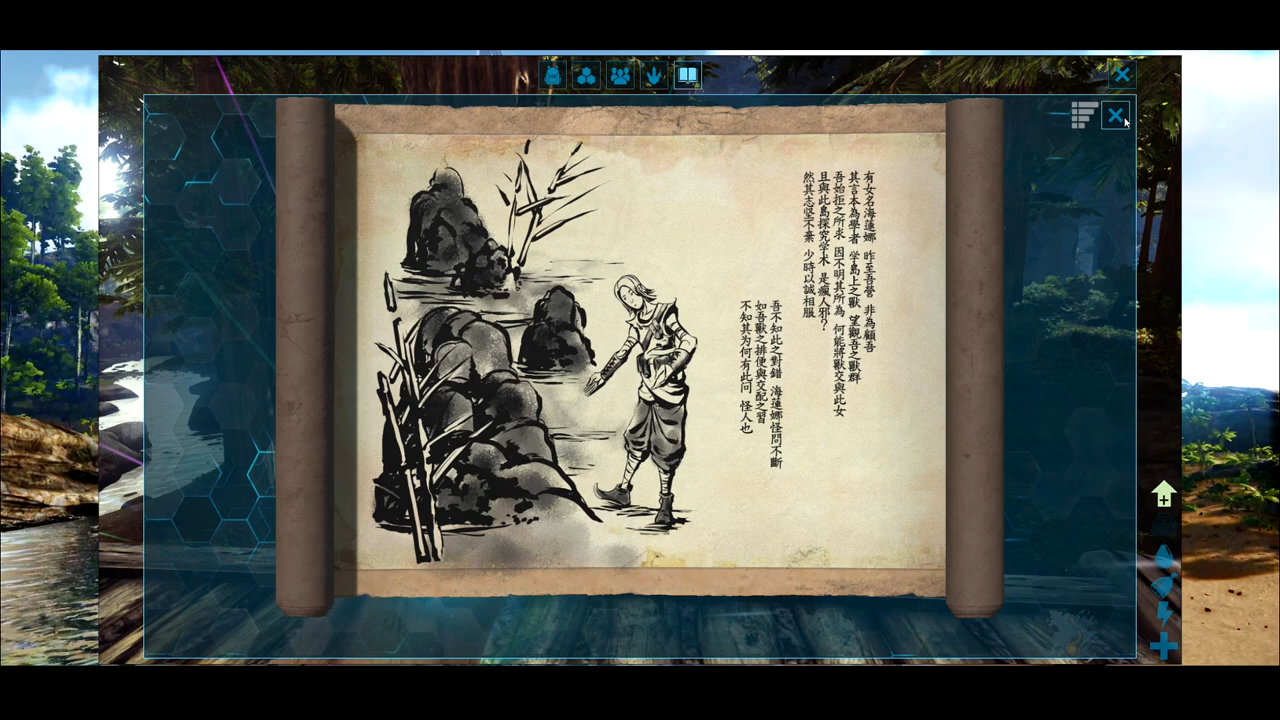 有女名海蓮娜 昨至吾營 非為顧吾
其言本為學者 学島上之獸 望觀吾之獸群
吾始拒之所求 因不明其所為 何能將獸交與此女
且與此島探究学术 是瘋人邪？
然其志坚不棄 少時以誠相服
吾不知此之對錯 海蓮娜怪問不斷
如吾獸之排便與交配之習
不知其为何有此问 怪人也